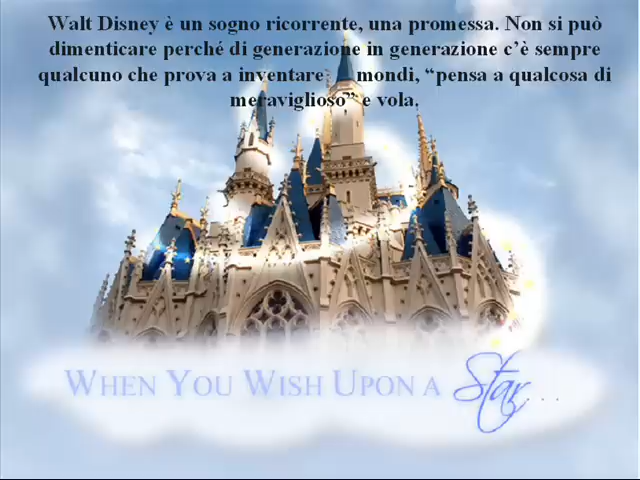 Walt Disney è un sogno ricorrente, una promessa. Non si può
dimenticare perché di generazione in generazione c’è sempre
qualcuno che prova a inventare mondi, “pensa a qualcosa di
meraviglioso” e vola.
WHEN YOU WISH UPON A Star...